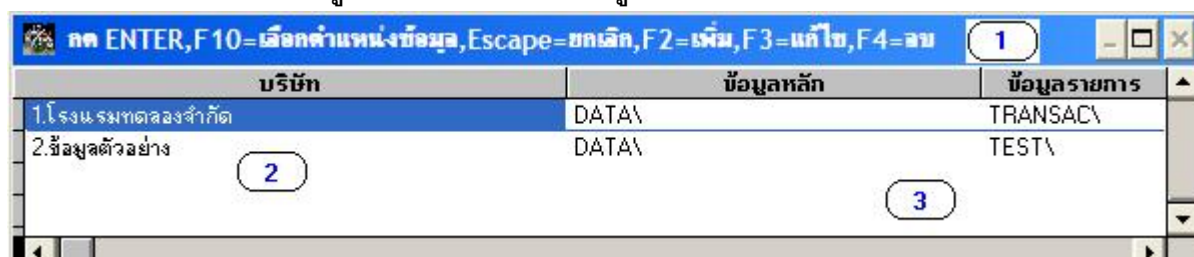 กด ENTER,F10=เลือกตำแหน่งข้อมูล,Escape=ยกเลิก,F2=เพิ่ม,F3=แก้ไข,F4=ลบ 1
บริษัท ข้อมูลหลัก ข้อมูลรายการ
1.โรงแรมทดลองจำกัด DATA\ TRANSAC\
2.ข้อมูลตัวอย่าง DATA\ TEST\
2
3